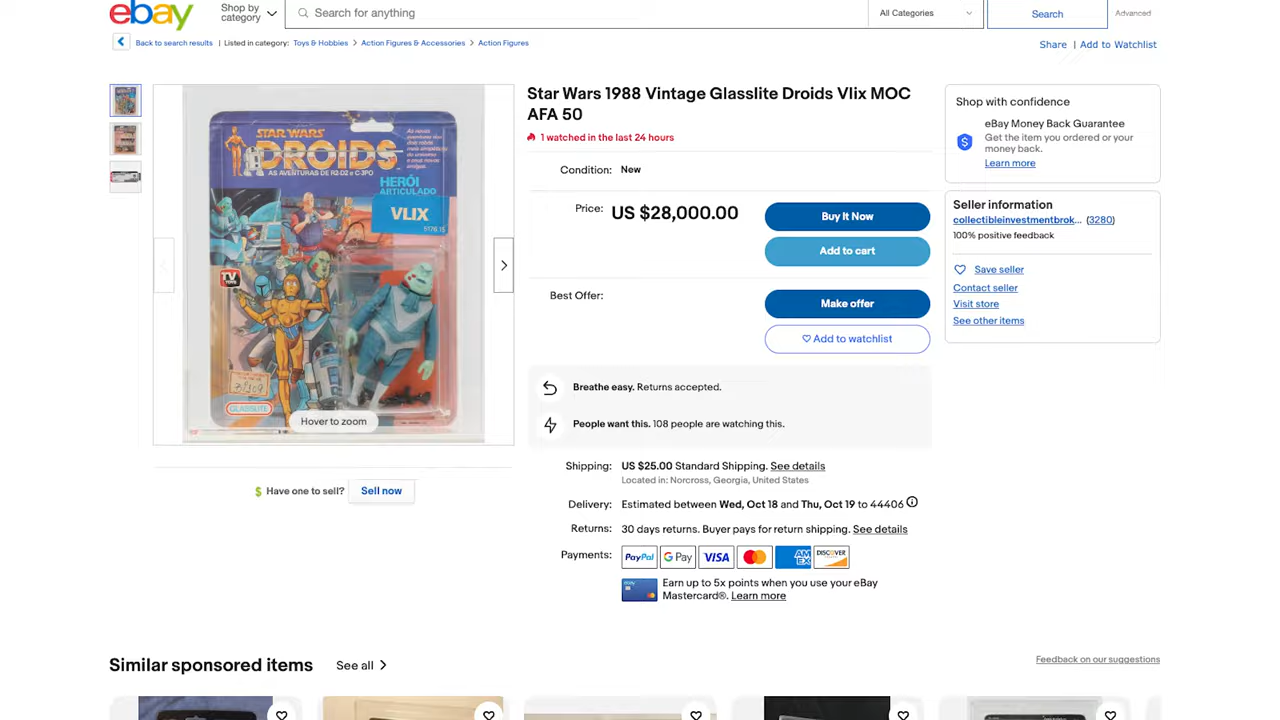 ebay
Shop by category
Search for anything
All Categories
Search
Advanced
Back to search results | Listed in category: Toys & Hobbies > Action Figures & Accessories > Action Figures
Share | Add to Watchlist
STAR WARS
DROIDS
AS AVENTURAS DE R2-D2 e C-3PO
HERÓI
ARTICULADO
VLIX
TV
GLASSLITE
Hover to zoom
$ Have one to sell? Sell now
Star Wars 1988 Vintage Glasslite Droids Vlix MOC
AFA 50
1 watched in the last 24 hours
Condition: New
Price: US $28,000.00
Buy It Now
Add to cart
Best Offer:
Make offer
Add to watchlist
Breathe easy. Returns accepted.
People want this. 108 people are watching this.
Shipping: US $25.00 Standard Shipping. See details
Located in: Norcross, Georgia, United States
Delivery: Estimated between Wed, Oct 18 and Thu, Oct 19 to 44406
Returns: 30 days returns. Buyer pays for return shipping. See details
Payments: PayPal G Pay VISA AM EX DISCOVER
Earn up to 5x points when you use your eBay
Mastercard®. Learn more
Shop with confidence
eBay Money Back Guarantee
Get the item you ordered or your
money back.
Learn more
Seller information
collectibleinvestmentbrok... (3280)
100% positive feedback
Save seller
Contact seller
Visit store
See other items
Similar sponsored items See all >
Feedback on our suggestions